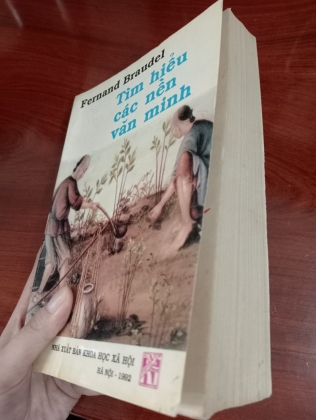 Fernand Braudel
Tìm hiểu
các nền
văn minh
NHÀ XUẤT BẢN KHOA HỌC XÃ HỘI
HÀ NỘI - 1992